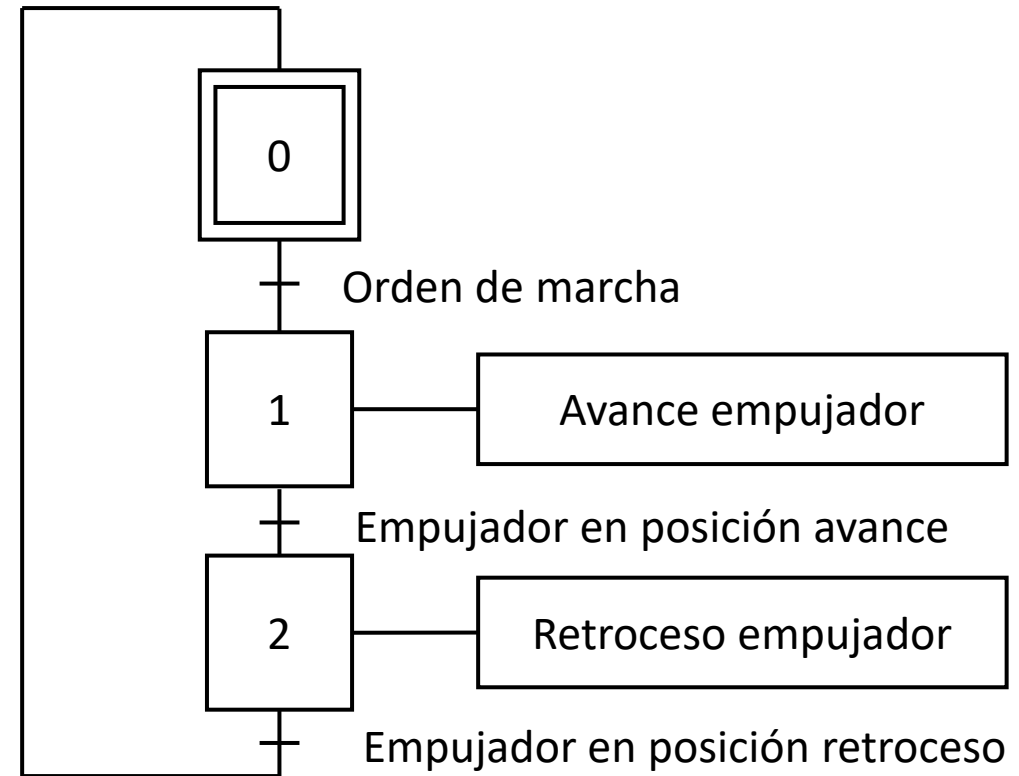 0
Orden de marcha
1
Avance empujador
Empujador en posición avance
2
Retroceso empujador
Empujador en posición retroceso